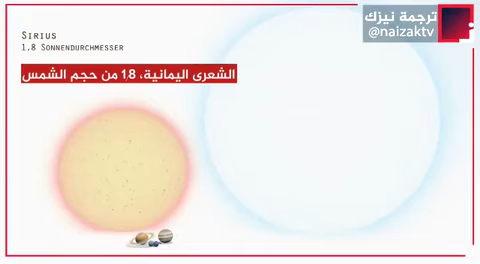 ترجمة نيزك
@naizaktv
SIRIUS
1.8 SONNENDURCHMESSER
الشعرى اليمانية، 1,8 من حجم الشمس